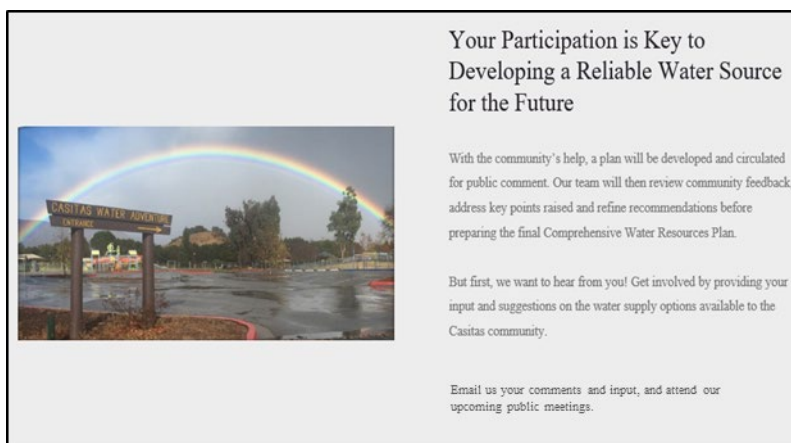 Your Participation is Key to
Developing a Reliable Water Source
for the Future
With the community's help, a plan will be developed and circulated
for public comment. Our team will then review community feedback,
address key points raised and refine recommendations before
preparing the final Comprehensive Water Resources Plan.
But first, we want to hear from you! Get involved by providing your
input and suggestions on the water supply options available to the
Casitas community.
Email us your comments and input, and attend our
upcoming public meetings.
CASITAS WATER ADVENTURE
ENTRANCE